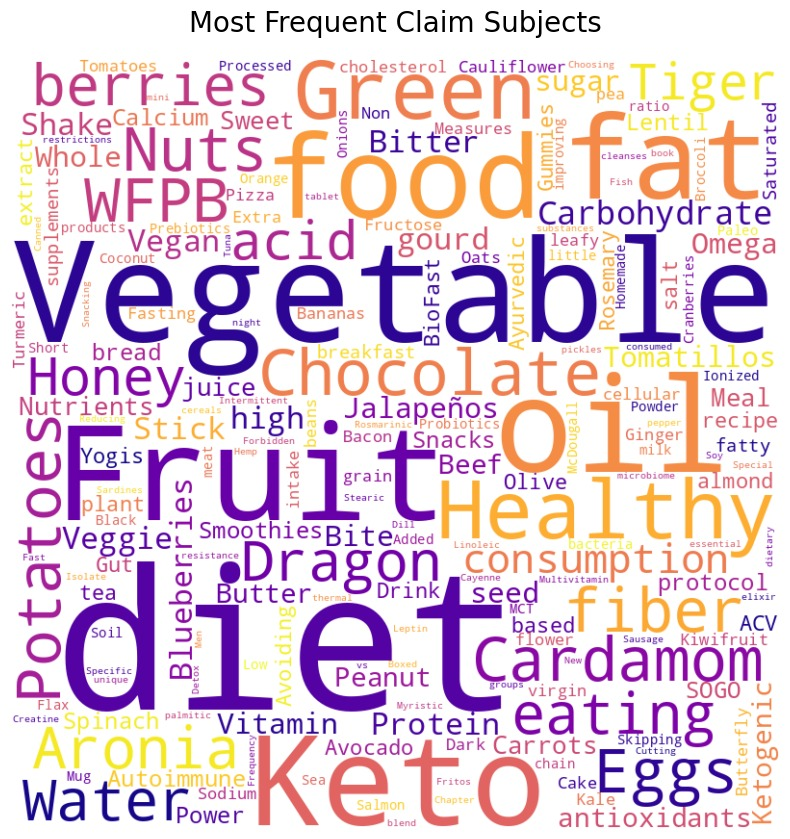 Most Frequent Claim Subjects
Tomatoes
Processed
cholesterol
Cauliflower
Choosing
berries
mini
Green
sugar
Tiger
pea
ratio
Shake
Calcium
Sweet
Non
Bitter
Measures
Lentil
restrictions
Nuts
food
fat
Onions
Gummies
improving
cleanses
book
Broccoli
Saturated
extract
Whole
WFPB
Pizza
Orange
tablet
Fish
supplements
Extra
Fructose
Carbohydrate
substances
Paleo
products
Prebiotics
Canned
Vegan
acid
Tuna
gourd
leafy
Omega
Coconut
Oats
little
Vegetable
BioFast
Ayurvedic
Rosemary
Homemade
salt
Cranberries
Snacking
Turmeric
Fasting
Bananas
night
Short
bread
breakfast
pickles
consumed
Tomatillos
Honey
juice
Chocolate
oil
Ionized
Intermittent
cellular
Meal
Nutrients
Reducing
cereals
high
Jalapeños
Powder
recipe
Stick
Rosmarinic
Probiotics
pepper
Forbidden
beans
Bacon
Snacks
McDougall
Ginger
milk
fatty
Yogis
Fruit
meat
Hemp
grain
Beef
Soy
Special
Potatoes
Sardines
plant
intake
Stearic
Olive
microbiome
almond
Black
Healthy
Veggie
Blueberries
Smoothies
Bite
Dill
Added
Fast
Gut
resistance
Linoleic
bacteria
essential
dietary
Isolate
Dragon
consumption
tea
Butter
Drink
Cayenne
Multivitamin
protocol
seed
elixir
diet
thermal
MCT
fiber
Soil
Men
Leptin
based
ACV
Low
Avoiding
flower
Sausage
Kiwifruit
vs
Boxed
Cardamom
New
Specific
unique
Detox
Peanut
groups
virgin
SOGO
Flax
Myristic
Creatine
Spinach
palmitic
Vitamin
Protein
eating
Butterfly
Ketogenic
Aronia
Frequency
Keto
Avocado
Dark
Carrots
Skipping
Cutting
chain
Eggs
Mug
Autoimmune
Sea
Fritos
Cake
Water
Sodium
Salmon
Chapter
Kale
Power
blend
antioxidants